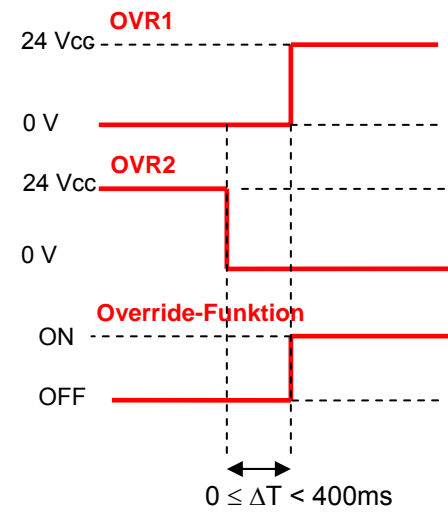 OVR1
24 Vcc
0 V
OVR2
24 Vcc
0 V
Override-Funktion
ON
OFF
0 ≤ ΔT < 400ms